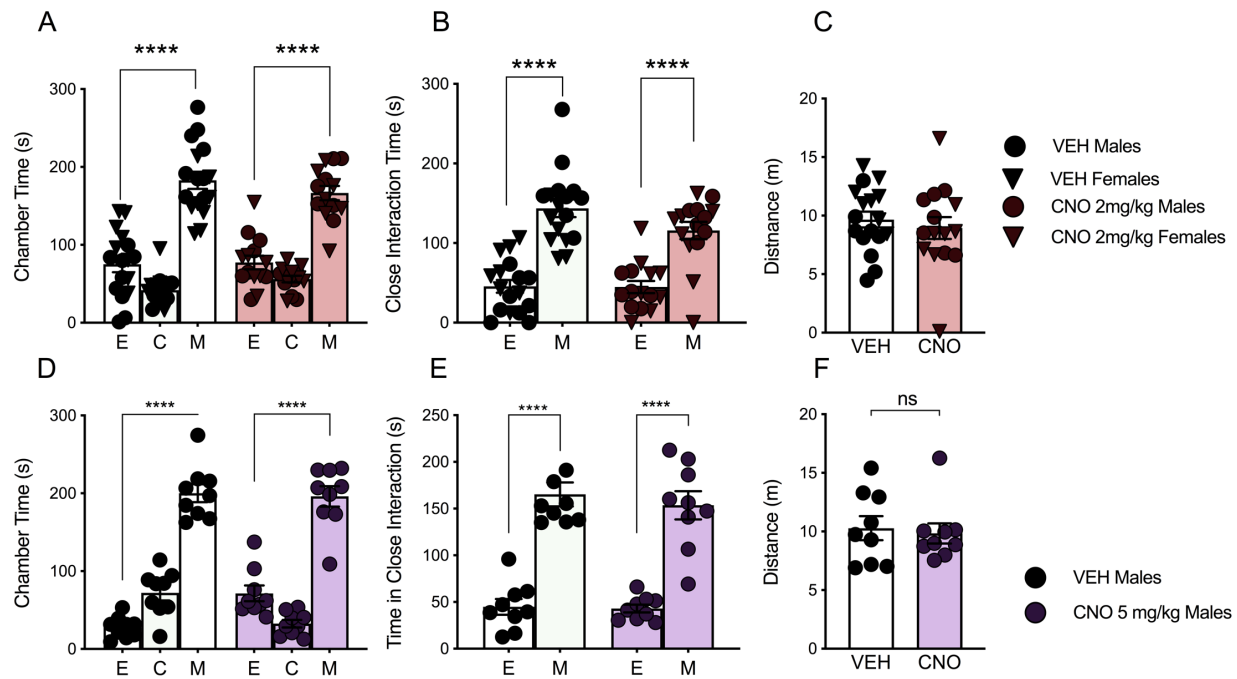 A
B
C
****
****
****
****
Chamber Time (s)
300
200
100
0
E
C
M
E
C
M
Close Interaction Time (s)
300
200
100
0
E
M
E
M
Distnance (m)
20
15
10
5
0
VEH
CNO
VEH Males
VEH Females
CNO 2mg/kg Males
CNO 2mg/kg Females
D
E
F
****
****
****
****
ns
Chamber Time (s)
300
200
100
0
E
C
M
E
C
M
Time in Close Interaction (s)
250
200
150
100
50
0
E
M
E
M
Distance (m)
20
15
10
5
0
VEH
CNO
VEH Males
CNO 5 mg/kg Males